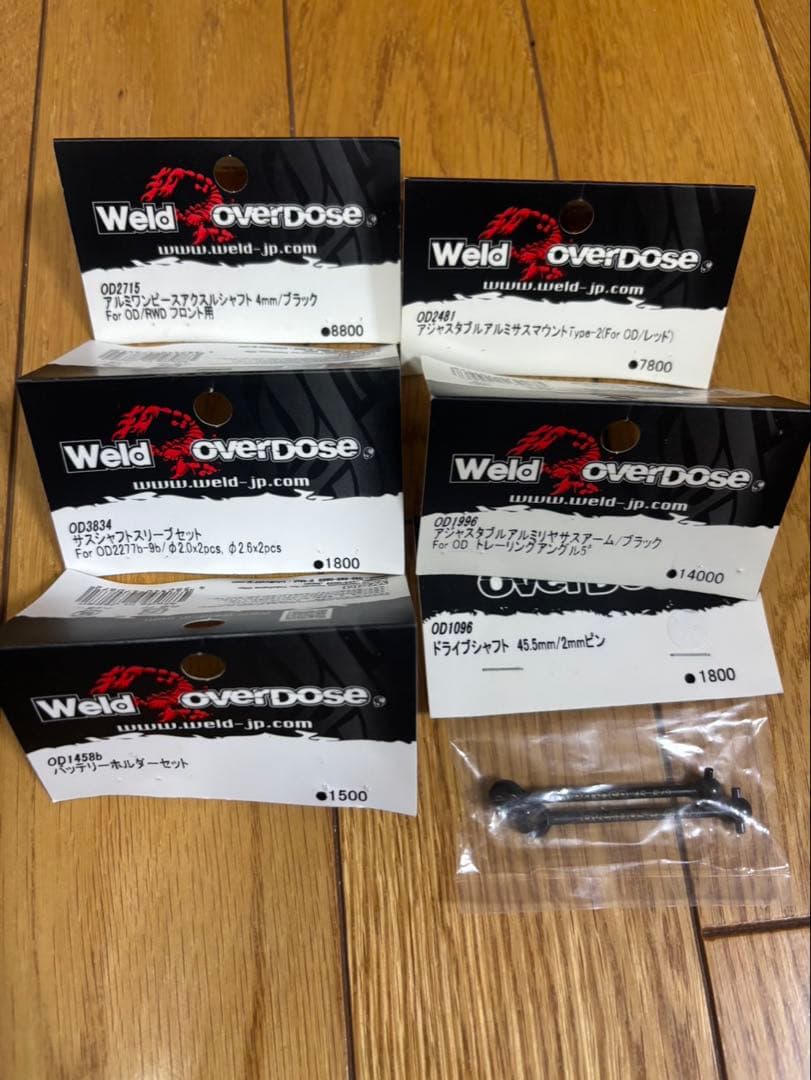 Weld OVERDOSE
www.weld-jp.com
OD2715
アルミワンピースアクスルシャフト 4mm/ブラック
For OD/RWD フロント用
●8800
Weld OVERDOSE
www.weld-jp.com
OD2481
アジャスタブルアルミサスマウントType-2(For OD/レッド)
●7800
Weld OVERDOSE
www.weld-jp.com
OD3834
サスシャフトスリーブセット
For OD2277b-9b/φ2.0x2pcs, φ2.6x2pcs
●1800
Weld OVERDOSE
www.weld-jp.com
OD1996
アジャスタブルアルミリヤサスアーム/ブラック
For OD トレーリングアングル5°
●14000
Weld OVERDOSE
www.weld-jp.com
OD1458b
バッテリーホルダーセット
●1500
OVERDOSE
OD1096
ドライブシャフト 45.5mm/2mmピン
●1800